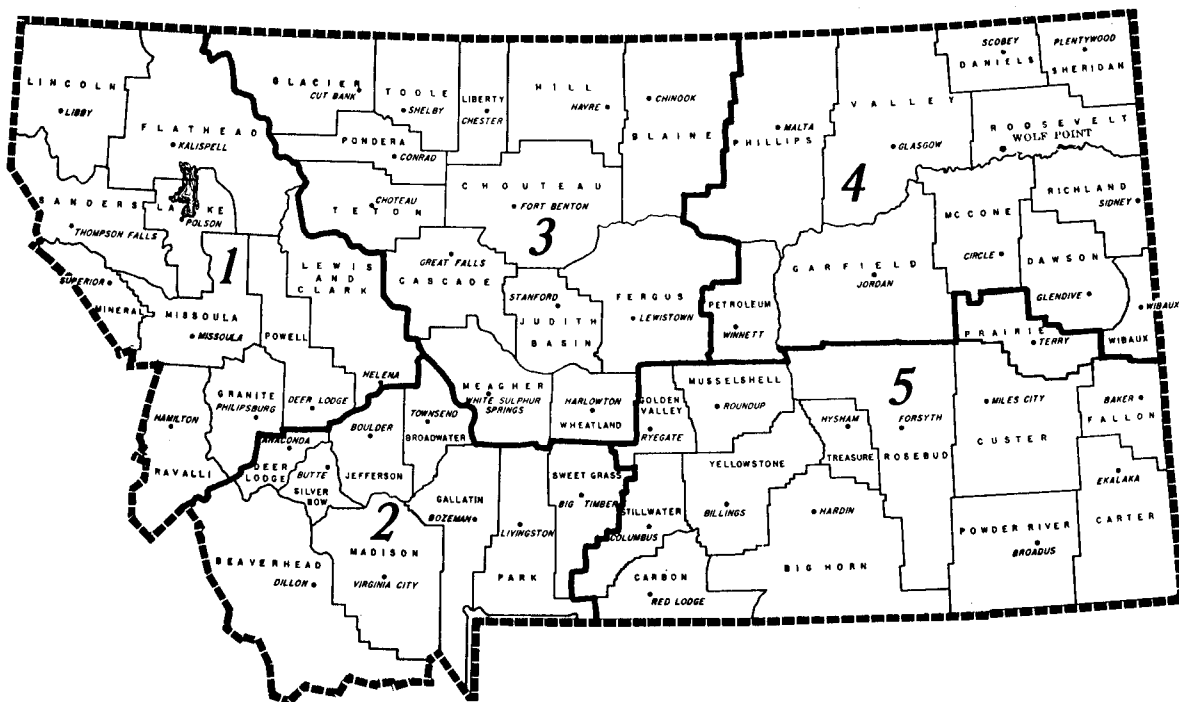 SCOBEY
PLENTYWOOD
DANIELS
SHERIDAN
LINCOLN
LIBBY
GLACIER
CUT BANK
TOOLE
SHELBY
LIBERTY
CHESTER
HILL
HAVRE
CHINOOK
BLAINE
VALLEY
MALTA
PHILLIPS
GLASGOW
ROOSEVELT
WOLF POINT
FLATHEAD
KALISPELL
PONDERA
CONRAD
CHOUTEAU
FORT BENTON
4
RICHLAND
SIDNEY
SANDERS
LAKE
POLSON
THOMPSON FALLS
TETON
CHOTEAU
3
MCCONE
CIRCLE
DAWSON
GLENDIVE
1
LEWIS
AND
CLARK
GREAT FALLS
CASCADE
GARFIELD
JORDAN
SUPERIOR
MINERAL
MISSOULA
MISSOULA
POWELL
STANFORD
JUDITH
BASIN
FERGUS
LEWISTOWN
PETROLEUM
WINNETT
WIBAUX
WIBAUX
PRAIRIE
TERRY
HELENA
GRANITE
PHILIPSBURG
DEER LODGE
MEAGHER
WHITE SULPHUR
SPRINGS
HARLOWTON
WHEATLAND
GOLDEN
VALLEY
RYEGATE
MUSSELSHELL
ROUNDUP
5
HYSHAM
TREASURE
FORSYTH
ROSEBUD
MILES CITY
CUSTER
BAKER
FALLON
HAMILTON
RAVALLI
ANACONDA
DEER
LODGE
BUTTE
SILVER
BOW
BOULDER
JEFFERSON
TOWNSEND
BROADWATER
GALLATIN
BOZEMAN
SWEET GRASS
BIG TIMBER
LIVINGSTON
PARK
YELLOWSTONE
BILLINGS
STILLWATER
COLUMBUS
HARDIN
BIG HORN
EKALAKA
CARTER
POWDER RIVER
BROADUS
2
MADISON
VIRGINIA CITY
BEAVERHEAD
DILLON
CARBON
RED LODGE